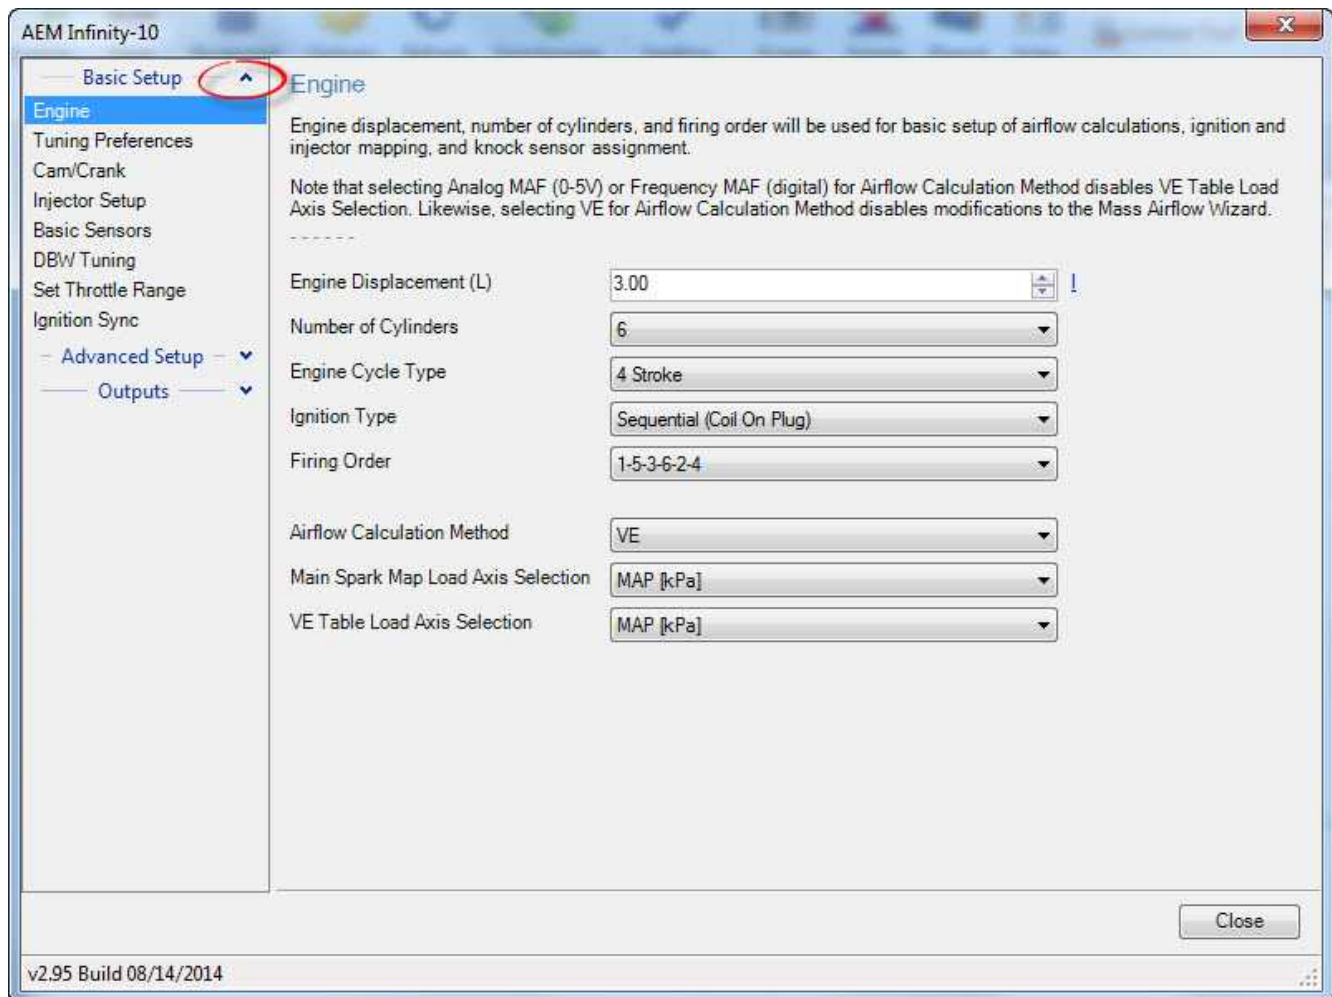 AEM Infinity-10
Basic Setup
Engine
Tuning Preferences
Cam/Crank
Injector Setup
Basic Sensors
DBW Tuning
Set Throttle Range
Ignition Sync
Advanced Setup
Outputs
Engine
Engine displacement, number of cylinders, and firing order will be used for basic setup of airflow calculations, ignition and
injector mapping, and knock sensor assignment.
Note that selecting Analog MAF (0-5V) or Frequency MAF (digital) for Airflow Calculation Method disables VE Table Load
Axis Selection. Likewise, selecting VE for Airflow Calculation Method disables modifications to the Mass Airflow Wizard.
- - - - - -
Engine Displacement (L) 3.00 I
Number of Cylinders 6
Engine Cycle Type 4 Stroke
Ignition Type Sequential (Coil On Plug)
Firing Order 1-5-3-6-2-4
Airflow Calculation Method VE
Main Spark Map Load Axis Selection MAP [kPa]
VE Table Load Axis Selection MAP [kPa]
Close
v2.95 Build 08/14/2014